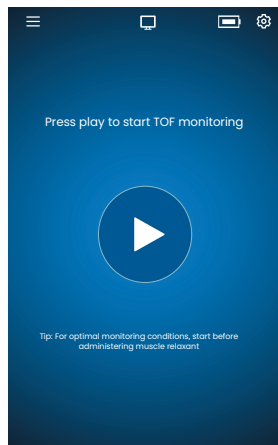 Press play to start TOF monitoring
Tip: For optimal monitoring conditions, start before
administering muscle relaxant